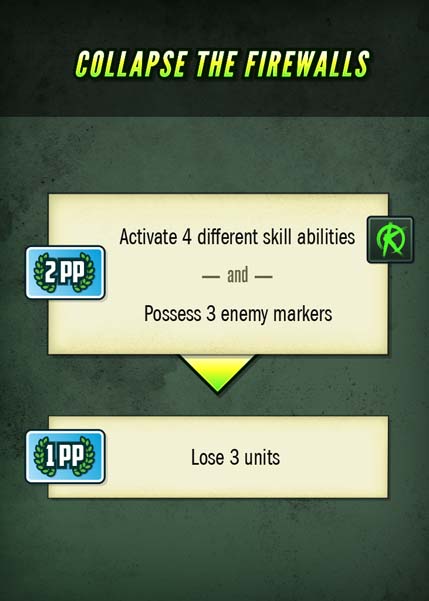 COLLAPSE THE FIREWALLS
Activate 4 different skill abilities
2 PP
— and —
Possess 3 enemy markers
1 PP
Lose 3 units